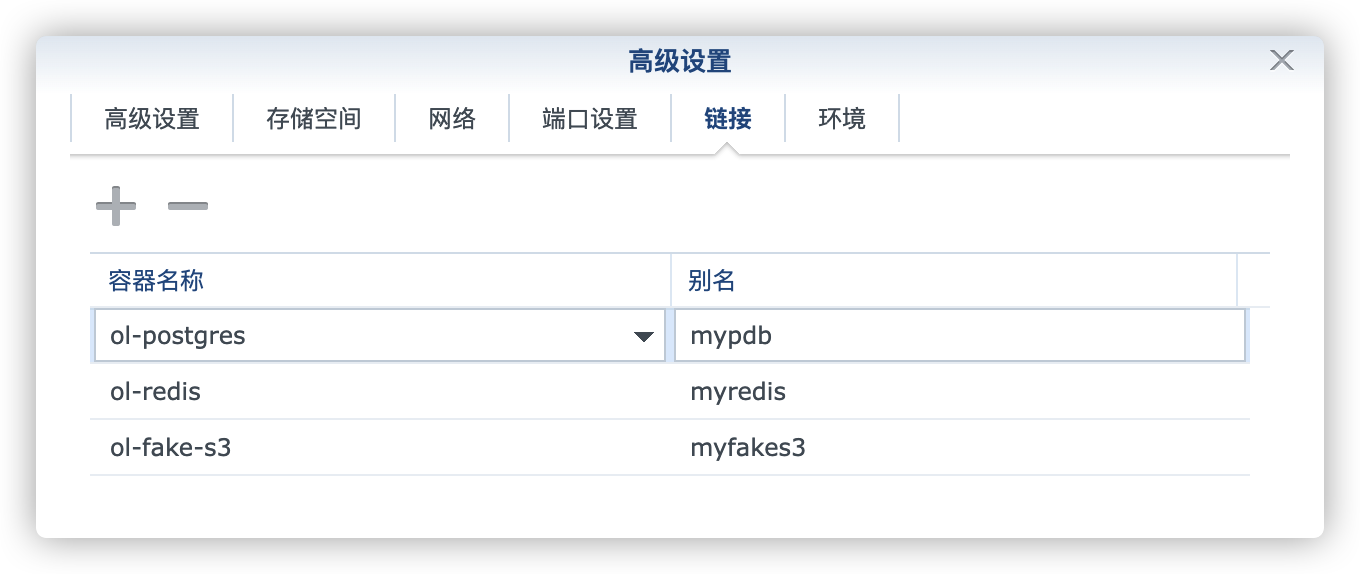 高级设置
高级设置 存储空间 网络 端口设置 链接 环境
容器名称 别名
ol-postgres mypdb
ol-redis myredis
ol-fake-s3 myfakes3